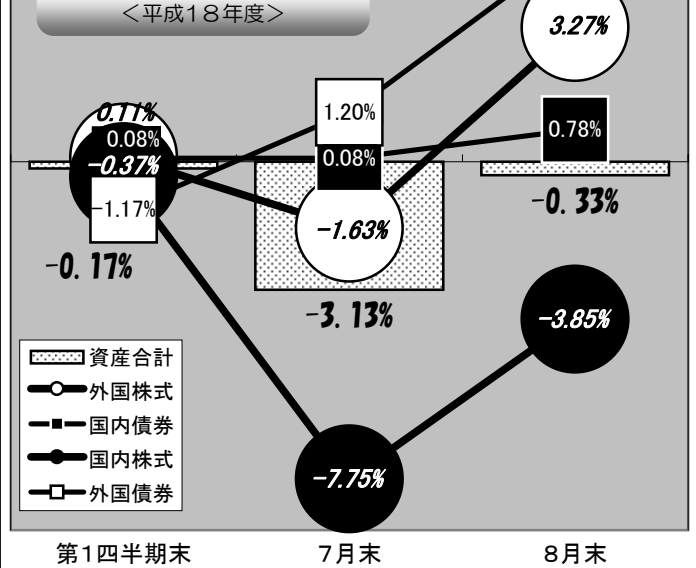 ＜平成18年度＞
3.27%
0.11%
1.20%
0.08%
0.08%
0.78%
-0.37%
-1.17%
-1.63%
-0.33%
-0.17%
-3.13%
-3.85%
資産合計
外国株式
国内債券
国内株式
外国債券
-7.75%
第1四半期末 7月末 8月末